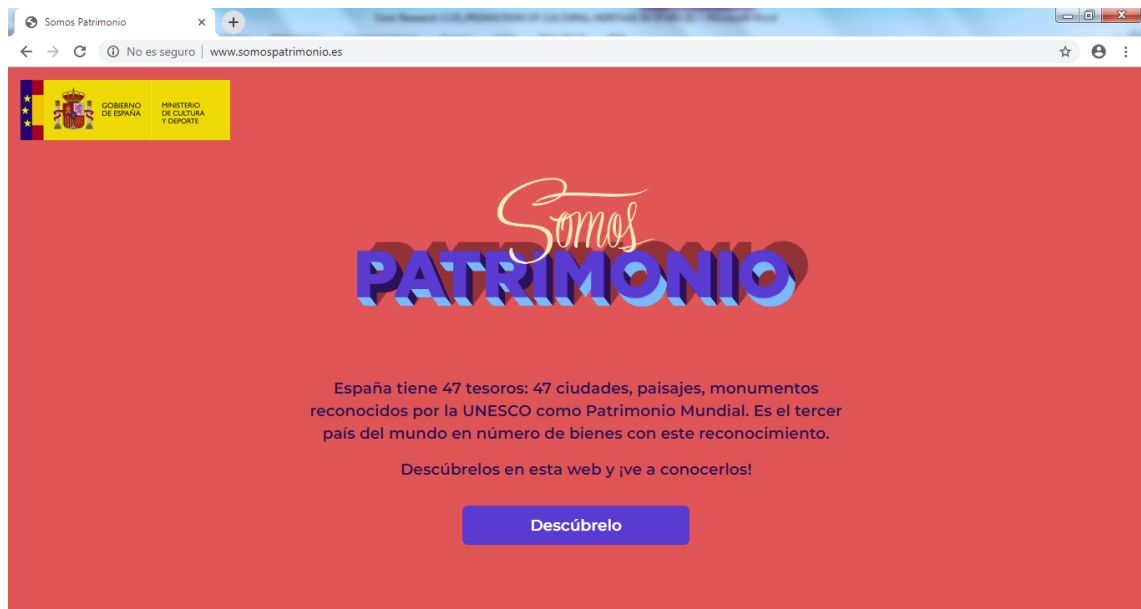 Somos Patrimonio
No es seguro | www.somospatrimonio.es
GOBIERNO DE ESPAÑA
MINISTERIO DE CULTURA Y DEPORTE
Somos
PATRIMONIO
España tiene 47 tesoros: 47 ciudades, paisajes, monumentos
reconocidos por la UNESCO como Patrimonio Mundial. Es el tercer
país del mundo en número de bienes con este reconocimiento.
Descúbrelos en esta web y ¡ve a conocerlos!
Descúbrelo